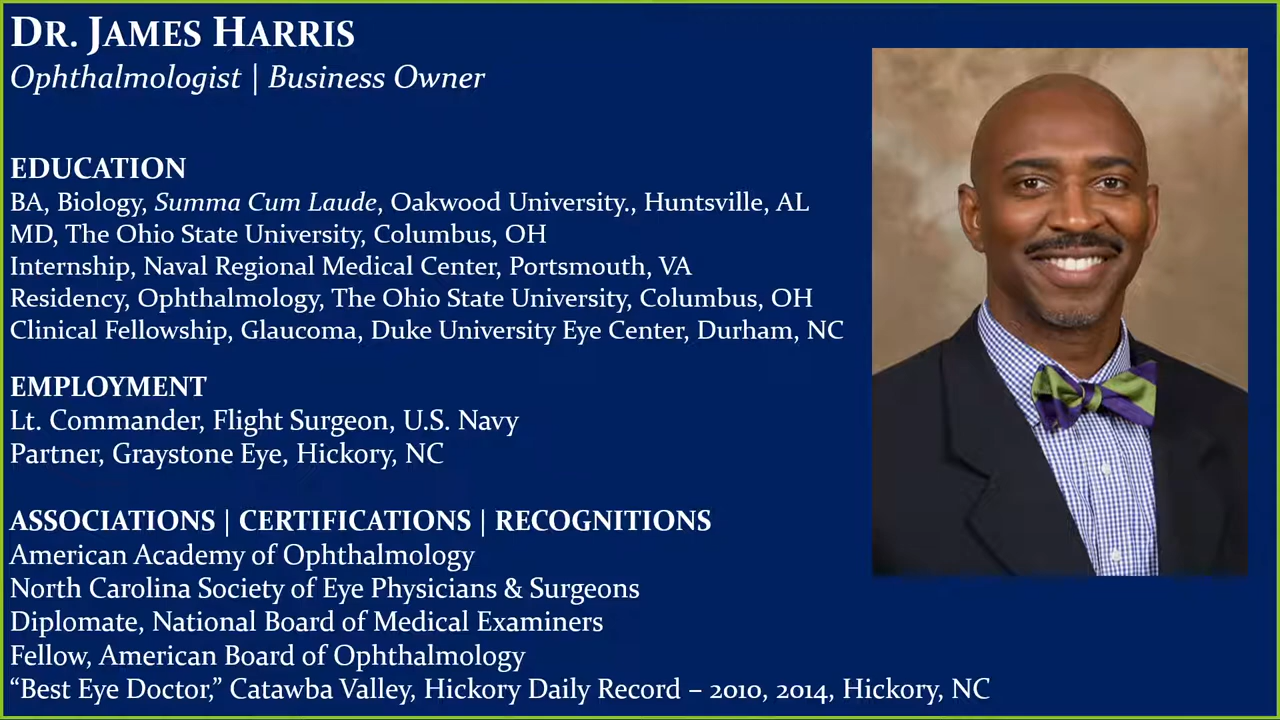 DR. JAMES HARRIS
Ophthalmologist | Business Owner
EDUCATION
BA, Biology, Summa Cum Laude, Oakwood University., Huntsville, AL
MD, The Ohio State University, Columbus, OH
Internship, Naval Regional Medical Center, Portsmouth, VA
Residency, Ophthalmology, The Ohio State University, Columbus, OH
Clinical Fellowship, Glaucoma, Duke University Eye Center, Durham, NC
EMPLOYMENT
Lt. Commander, Flight Surgeon, U.S. Navy
Partner, Graystone Eye, Hickory, NC
ASSOCIATIONS | CERTIFICATIONS | RECOGNITIONS
American Academy of Ophthalmology
North Carolina Society of Eye Physicians & Surgeons
Diplomate, National Board of Medical Examiners
Fellow, American Board of Ophthalmology
“Best Eye Doctor,” Catawba Valley, Hickory Daily Record – 2010, 2014, Hickory, NC